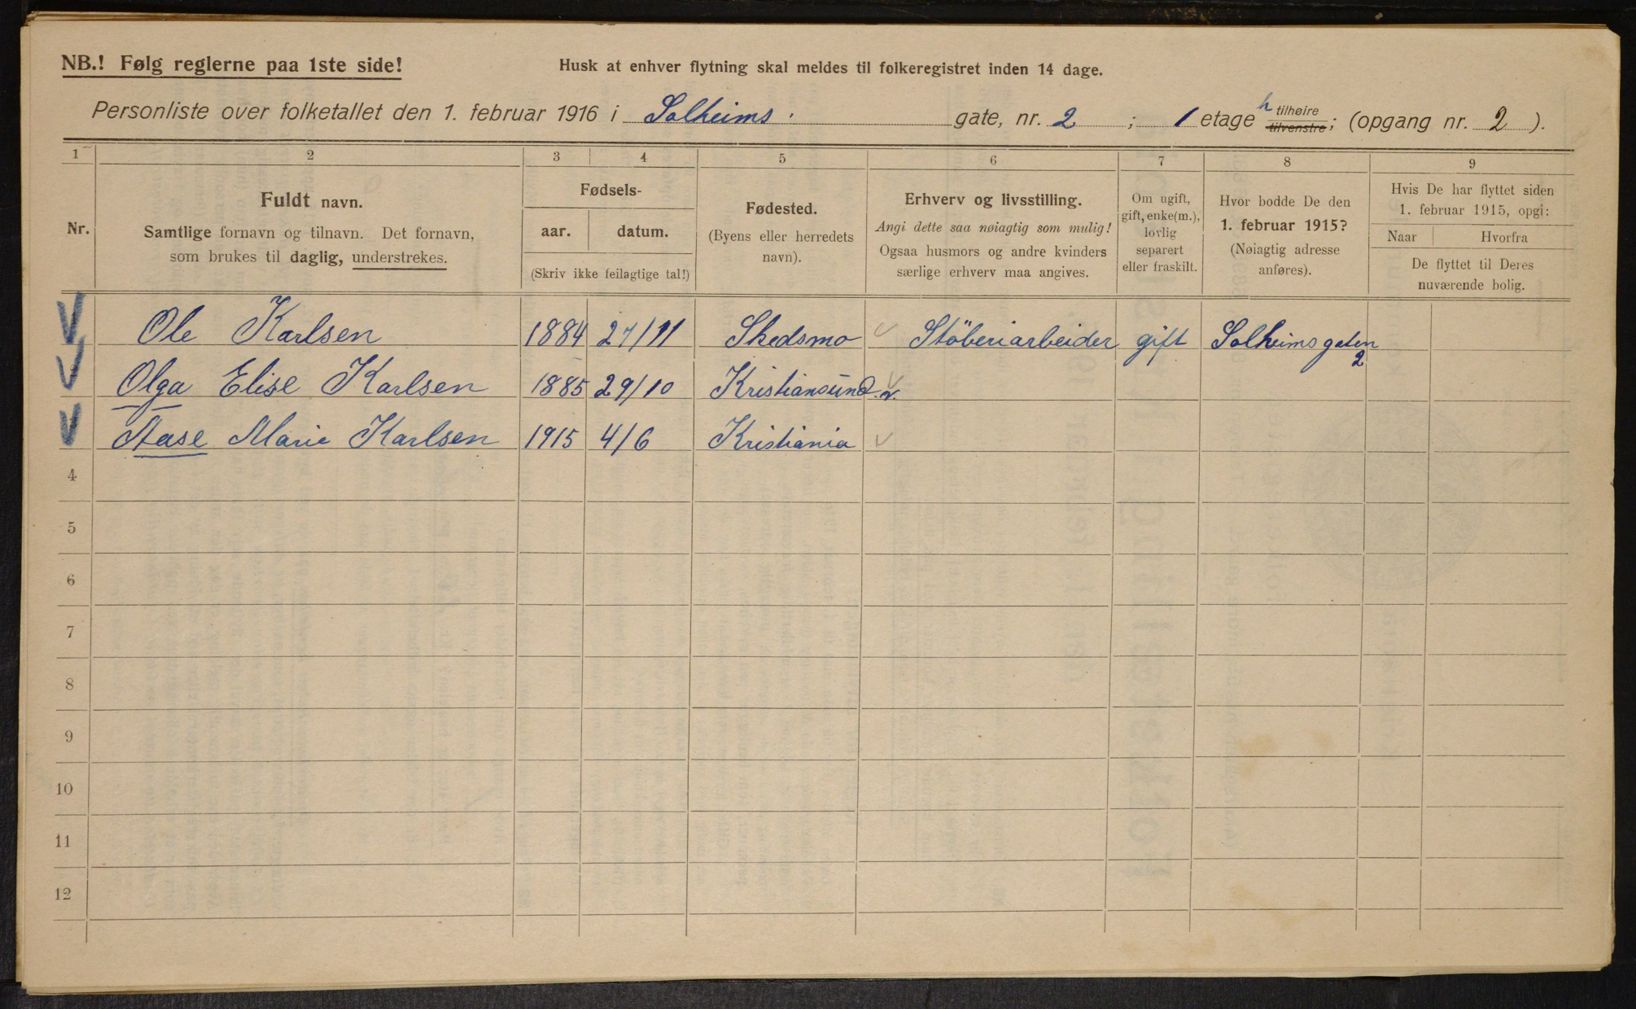 NB.! Følg reglerne paa 1ste side!
Husk at enhver flytning skal meldes til folkeregistret inden 14 dage.
Personliste over folketallet den 1. februar 1916 i Solheims. gate, nr. 2 ; 1 etage h tilhøire tilvenstre; (opgang nr. 2 ).
1 2 3 4 5 6 7 8 9
Nr.
Fuldt navn.
Samtlige fornavn og tilnavn. Det fornavn,
som brukes til daglig, understrekes.
Fødsels-
aar. datum.
(Skriv ikke feilagtige tal!)
Fødested.
(Byens eller herredets
navn).
Erhverv og livsstilling.
Angi dette saa nøiagtig som mulig!
Ogsaa husmors og andre kvinders
særlige erhverv maa angives.
Om ugift,
gift, enke(m.),
lovlig
separert
eller fraskilt.
Hvor bodde De den
1. februar 1915?
(Nøiagtig adresse
anføres).
Hvis De har flyttet siden
1. februar 1915, opgi:
Naar Hvorfra
De flyttet til Deres
nuværende bolig.
Ole Karlsen 1884 27/11 Skedsmo Stöberiarbeider gift Solheimsgaten
2
Olga Elise Karlsen 1885 29/10 Kristiansund.n.
Aase Marie Karlsen 1915 4/6 Kristiania
4
5
6
7
8
9
10
11
12